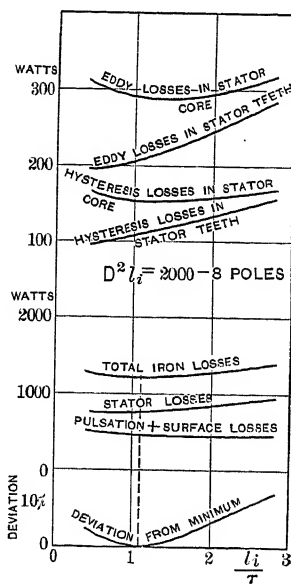 WATTS
300
EDDY LOSSES IN STATOR
CORE
EDDY LOSSES IN STATOR TEETH
200
HYSTERESIS LOSSES IN STATOR
CORE
HYSTERESIS LOSSES IN
STATOR TEETH
100
D²lᵢ = 2000 - 8 POLES
WATTS
2000
TOTAL IRON LOSSES
1000
STATOR LOSSES
PULSATION + SURFACE LOSSES
0
DEVIATION
10%
DEVIATION FROM MINIMUM
0
0 1 2 3
lᵢ/τ